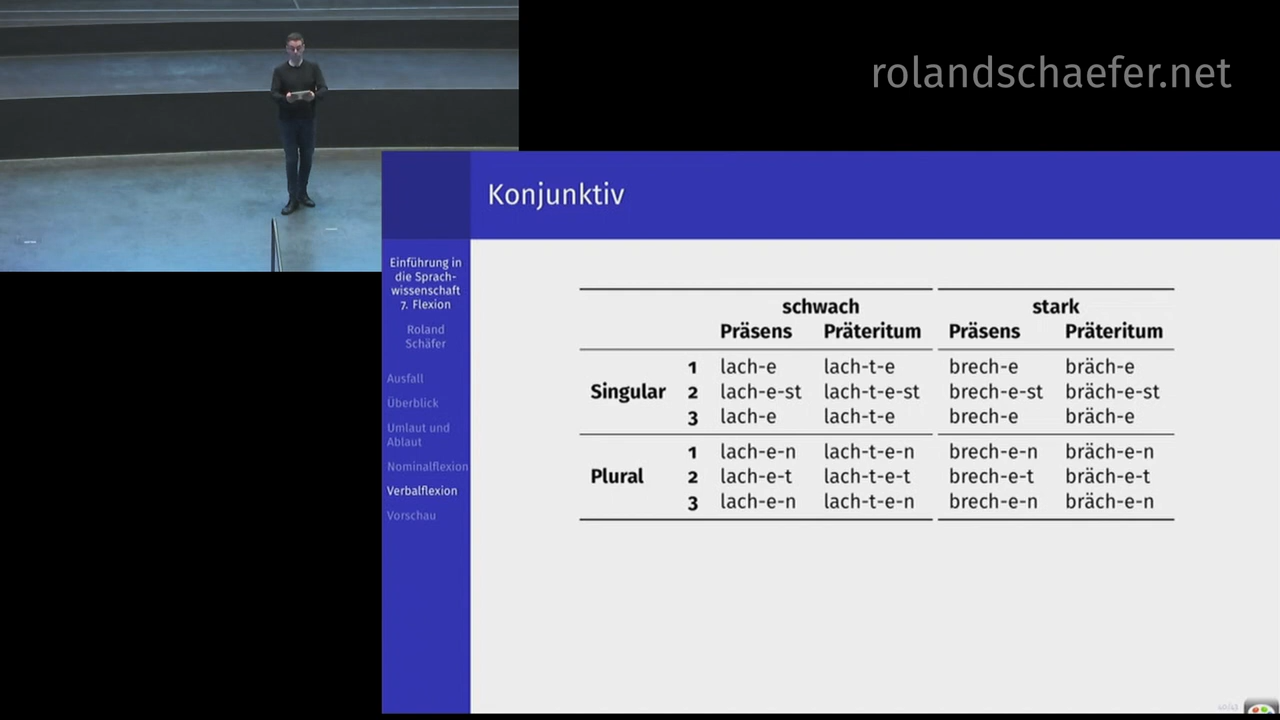 rolandschaefer.net
Konjunktiv
Einführung in
die Sprach-
wissenschaft
7. Flexion
Roland
Schäfer
Ausfall
Überblick
Umlaut und
Ablaut
Nominalflexion
Verbalflexion
Vorschau
schwach stark
Präsens Präteritum Präsens Präteritum
1 lach-e lach-t-e brech-e bräch-e
Singular 2 lach-e-st lach-t-e-st brech-e-st bräch-e-st
3 lach-e lach-t-e brech-e bräch-e
1 lach-e-n lach-t-e-n brech-e-n bräch-e-n
Plural 2 lach-e-t lach-t-e-t brech-e-t bräch-e-t
3 lach-e-n lach-t-e-n brech-e-n bräch-e-n